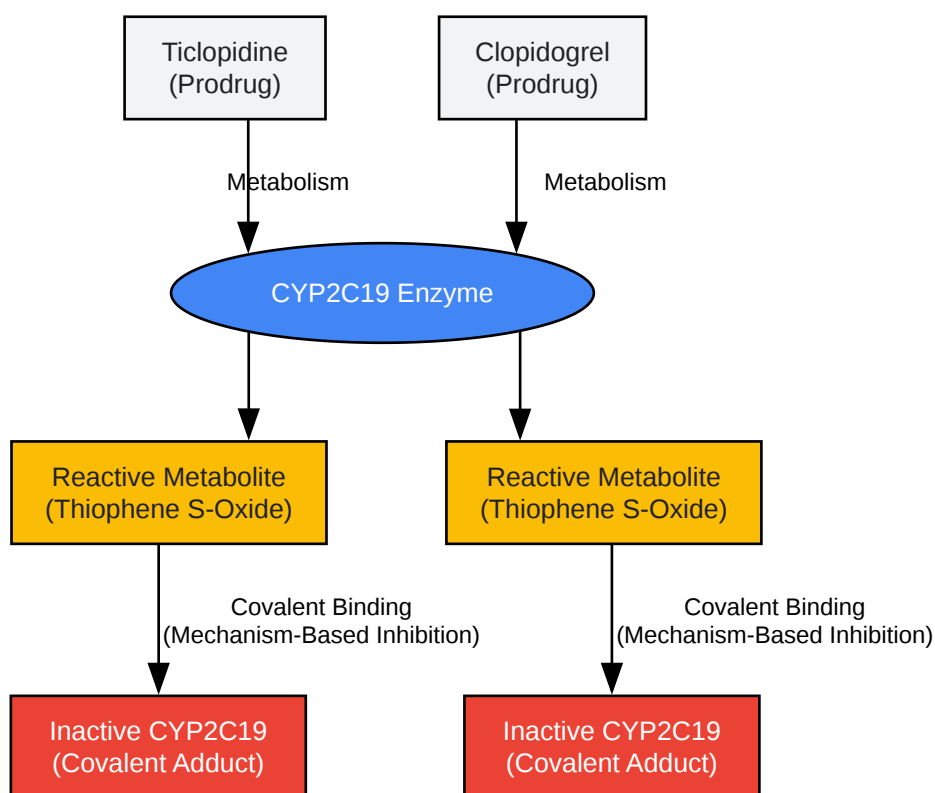 Ticlopidine
(Prodrug)
Clopidogrel
(Prodrug)
Metabolism
Metabolism
CYP2C19 Enzyme
Reactive Metabolite
(Thiophene S-Oxide)
Reactive Metabolite
(Thiophene S-Oxide)
Covalent Binding
(Mechanism-Based Inhibition)
Covalent Binding
(Mechanism-Based Inhibition)
Inactive CYP2C19
(Covalent Adduct)
Inactive CYP2C19
(Covalent Adduct)